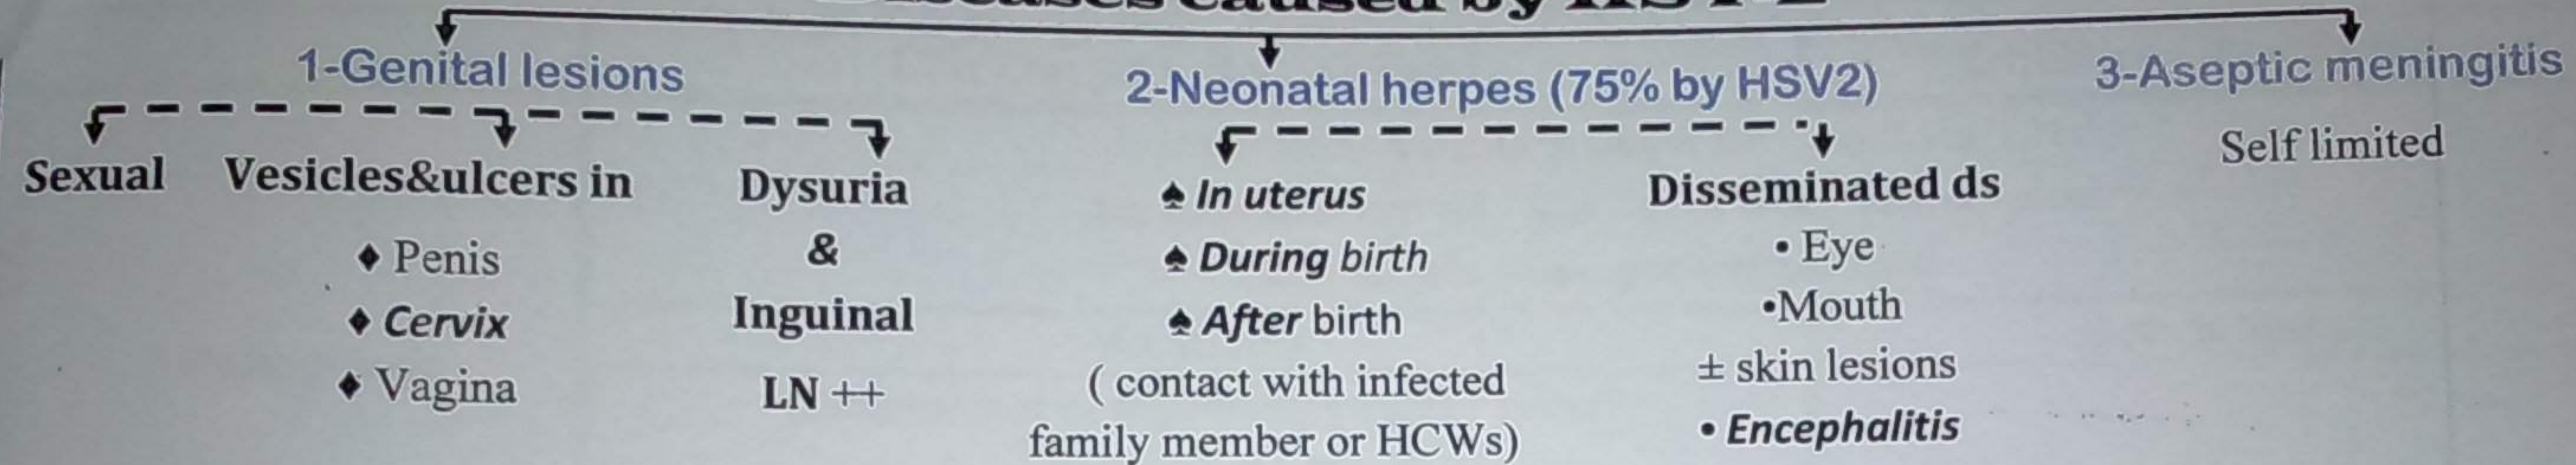 caused by
1-Genital lesions
Sexual
Vesicles&ulcers in
♦ Penis
♦ Cervix
♦ Vagina
Dysuria
&
Inguinal
LN ++
2-Neonatal herpes (75% by HSV2)
♠ In uterus
♠ During birth
♠ After birth
( contact with infected
family member or HCWs)
Disseminated ds
• Eye
•Mouth
± skin lesions
• Encephalitis
3-Aseptic meningitis
Self limited